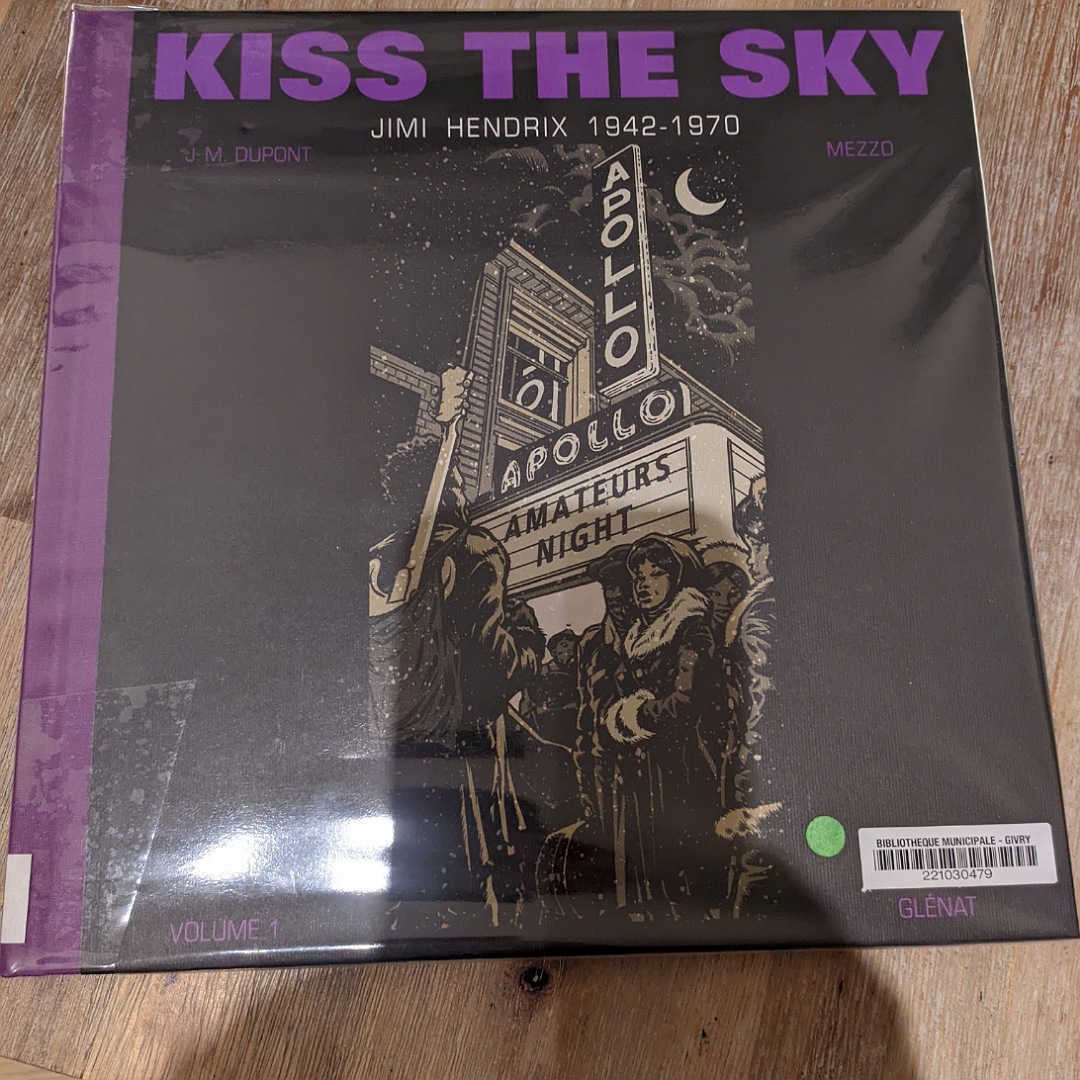 KISS THE SKY
JIMI HENDRIX 1942-1970
J-M. DUPONT
MEZZO
APOLLO
APOLLO
AMATEURS
NIGHT
BIBLIOTHEQUE MUNICIPALE - GIVRY
221030479
GLÉNAT
VOLUME 1